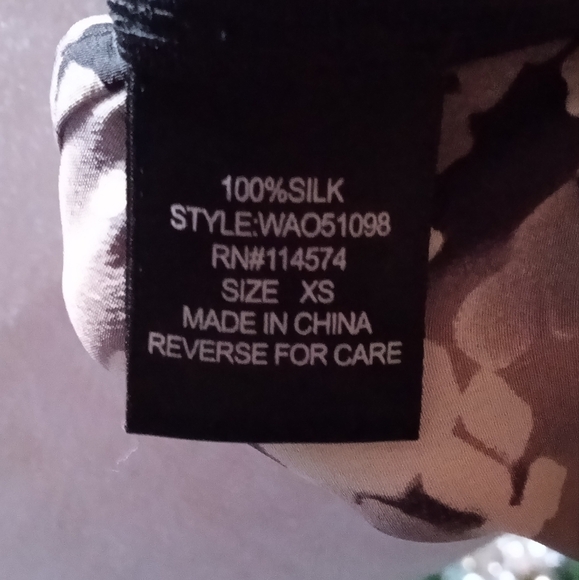 100%SILK
STYLE:WAO51098
RN#114574
SIZE XS
MADE IN CHINA
REVERSE FOR CARE